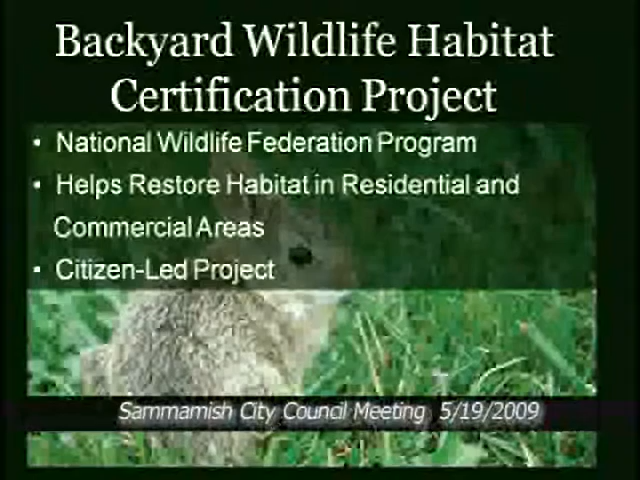 Backyard Wildlife Habitat
Certification Project
• National Wildlife Federation Program
• Helps Restore Habitat in Residential and
Commercial Areas
• Citizen-Led Project
Sammamish City Council Meeting 5/19/2009